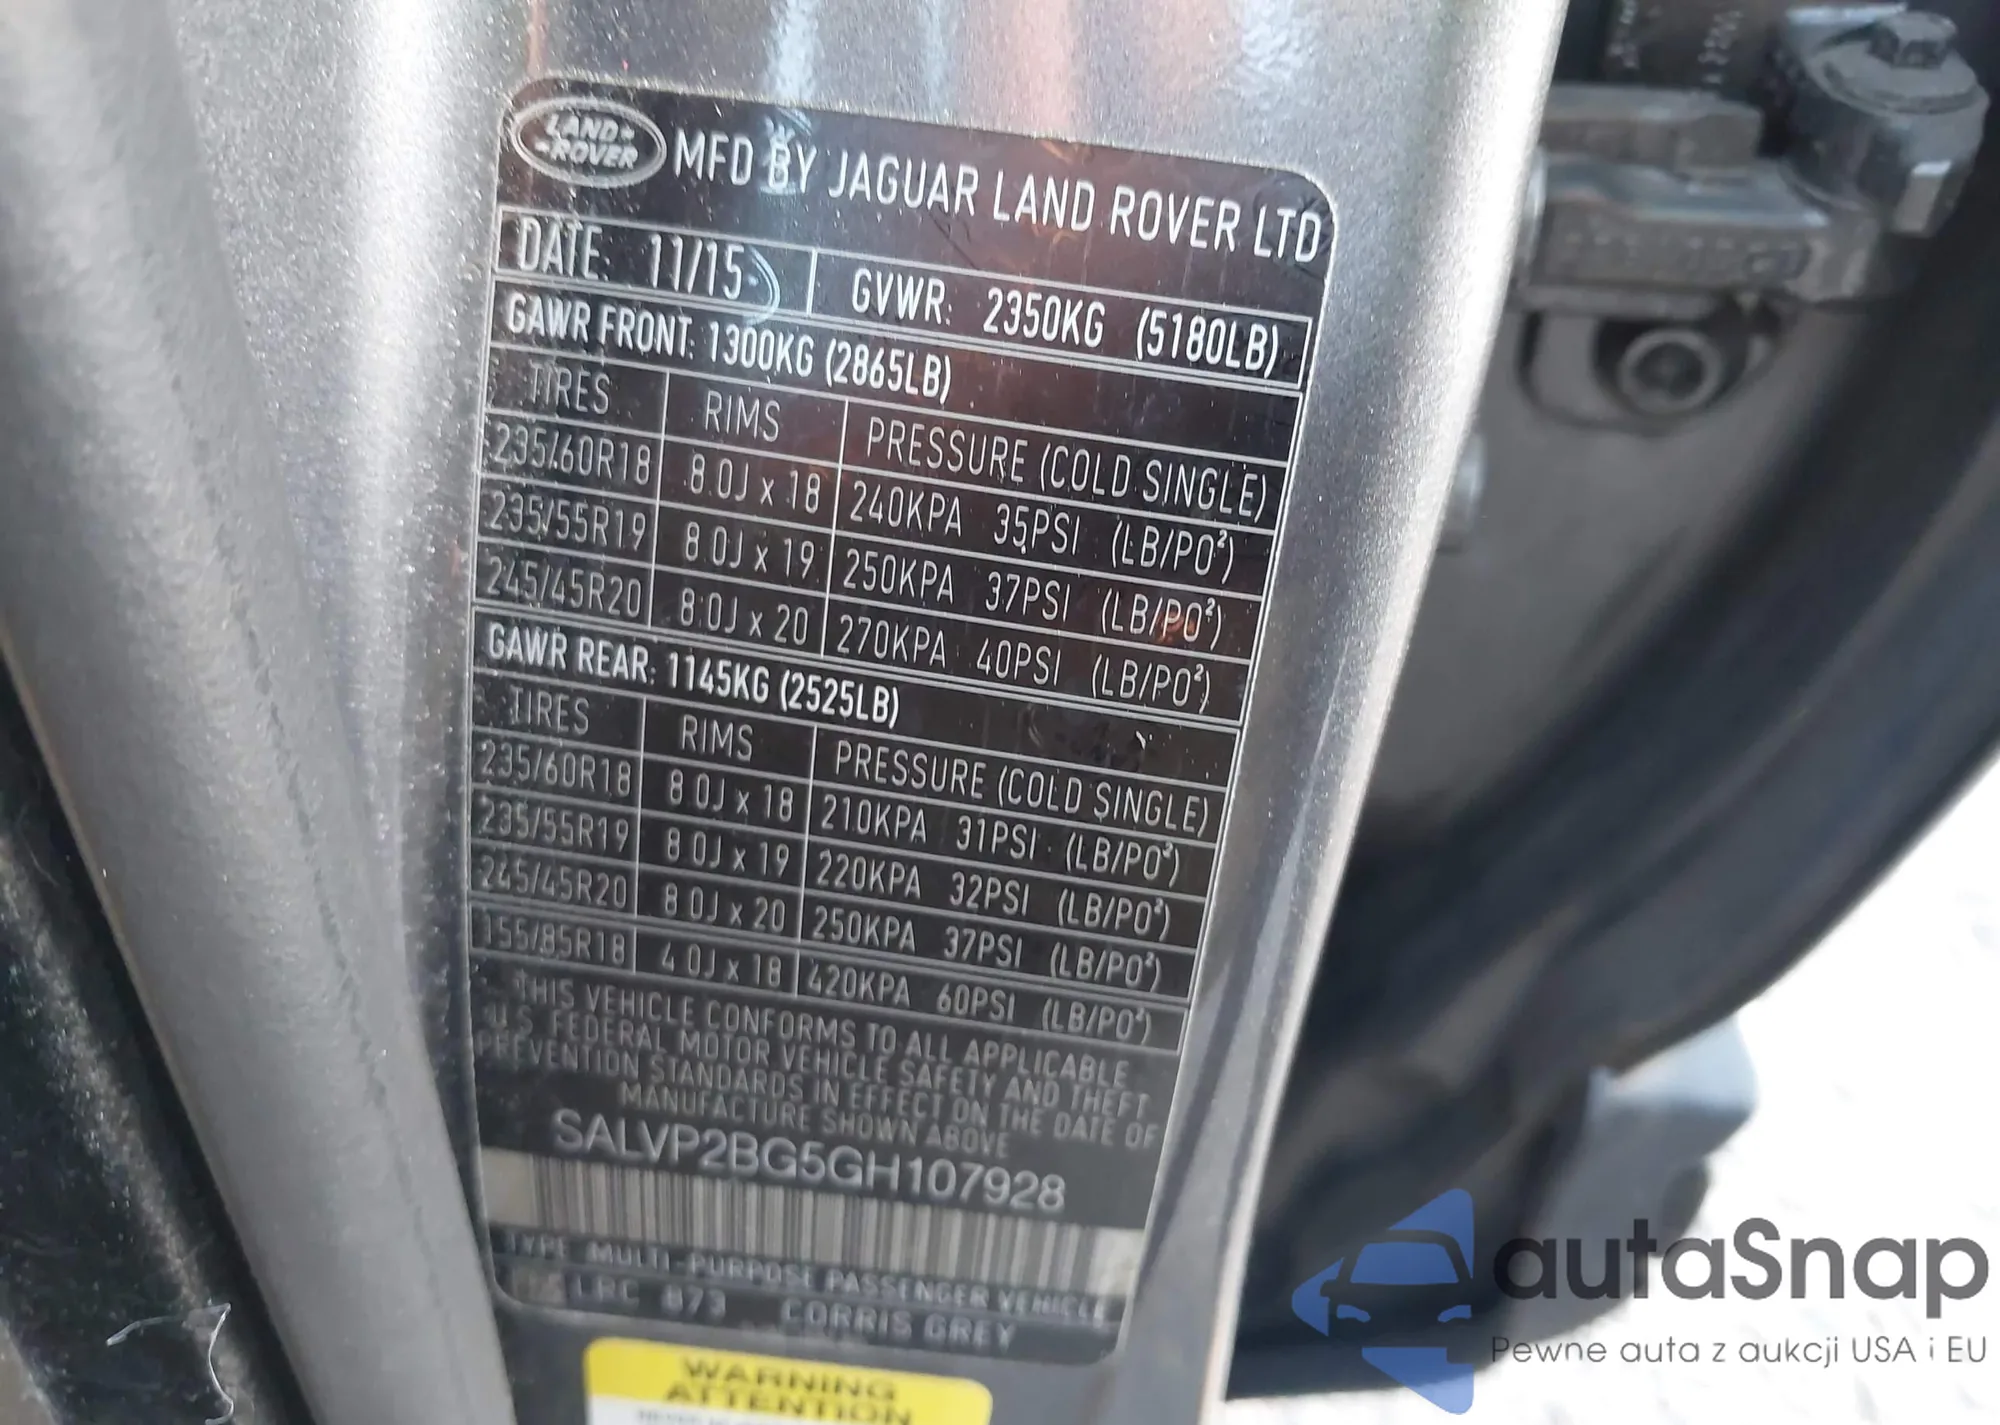 LAND-
-ROVER
MFD BY JAGUAR LAND ROVER LTD
DATE: 11/15 GVWR: 2350KG (5180LB)
GAWR FRONT: 1300KG (2865LB)
TIRES RIMS PRESSURE (COLD SINGLE)
235/60R18 8.0J x 18 240KPA 35PSI (LB/PO²)
235/55R19 8.0J x 19 250KPA 37PSI (LB/PO²)
245/45R20 8.0J x 20 270KPA 40PSI (LB/PO²)
GAWR REAR: 1145KG (2525LB)
TIRES RIMS PRESSURE (COLD SINGLE)
235/60R18 8.0J x 18 210KPA 31PSI (LB/PO²)
235/55R19 8.0J x 19 220KPA 32PSI (LB/PO²)
245/45R20 8.0J x 20 250KPA 37PSI (LB/PO²)
155/85R18 4.0J x 18 420KPA 60PSI (LB/PO²)
THIS VEHICLE CONFORMS TO ALL APPLICABLE
U.S. FEDERAL MOTOR VEHICLE SAFETY AND THEFT
PREVENTION STANDARDS IN EFFECT ON THE DATE OF
MANUFACTURE SHOWN ABOVE
SALVP2BG5GH107928
TYPE MULTI-PURPOSE PASSENGER VEHICLE
LRC 873 CORRIS GREY
WARNING
ATTENTION
autaSnap
Pewne auta z aukcji USA i EU